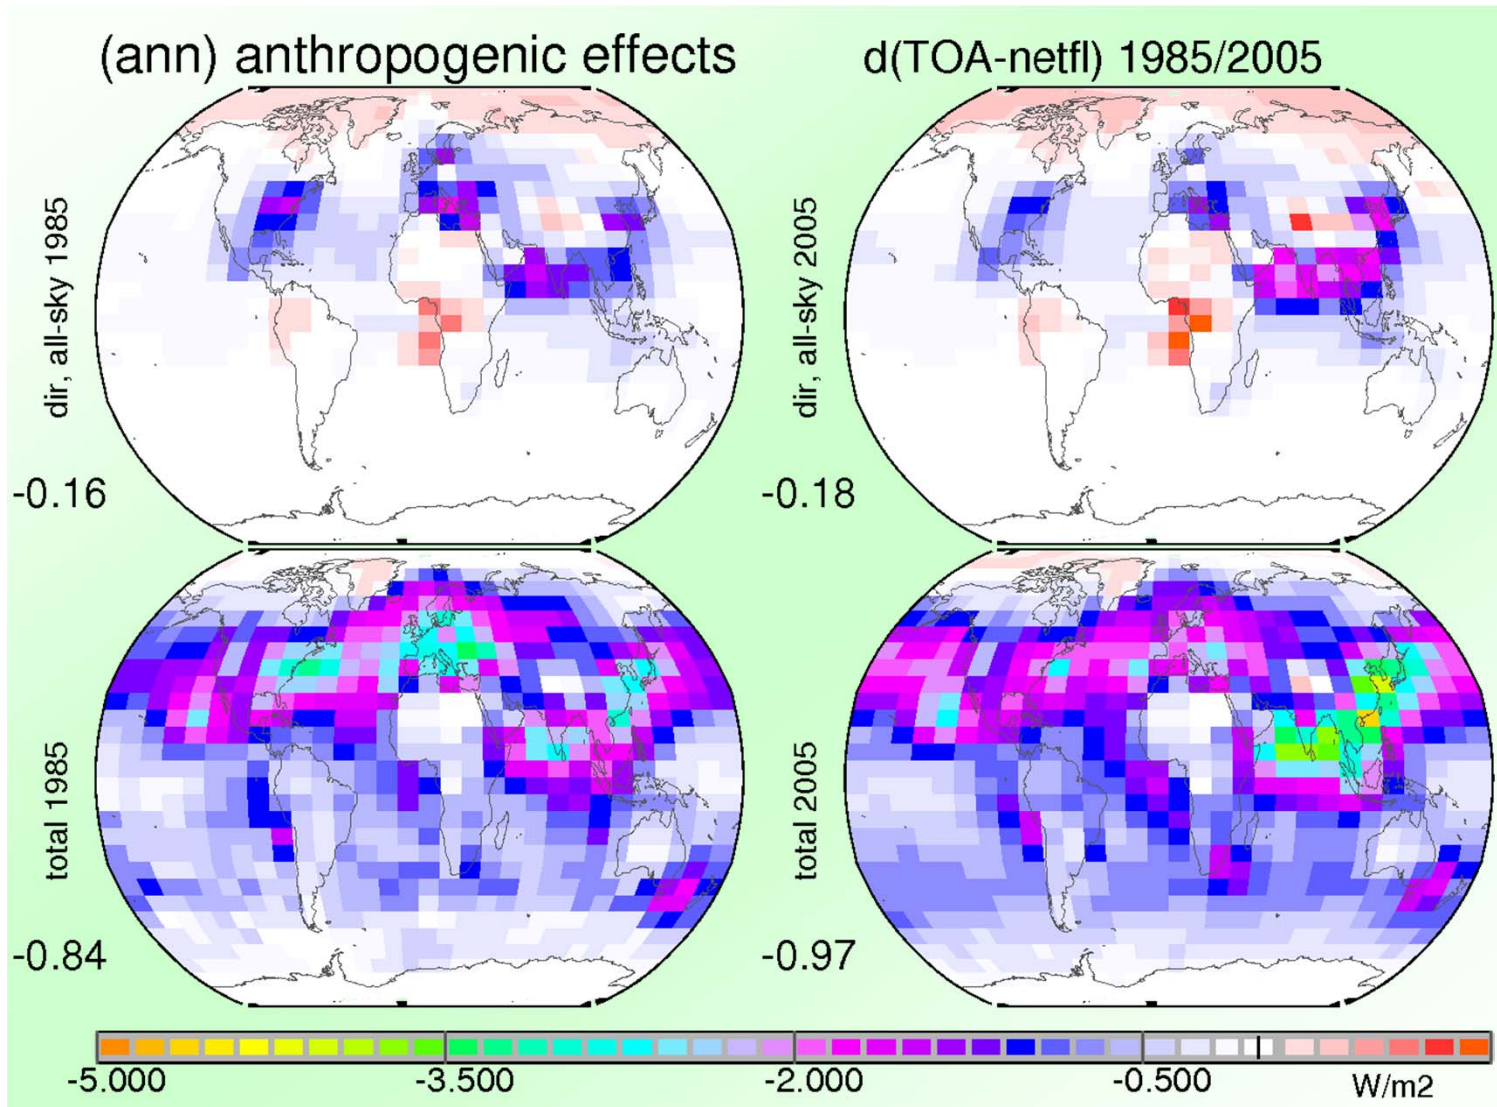 (ann) anthropogenic effects
d(TOA-netfl) 1985/2005
dir, all-sky 1985
dir, all-sky 2005
-0.16
-0.18
total 1985
total 2005
-0.84
-0.97
-5.000 -3.500 -2.000 -0.500 W/m2